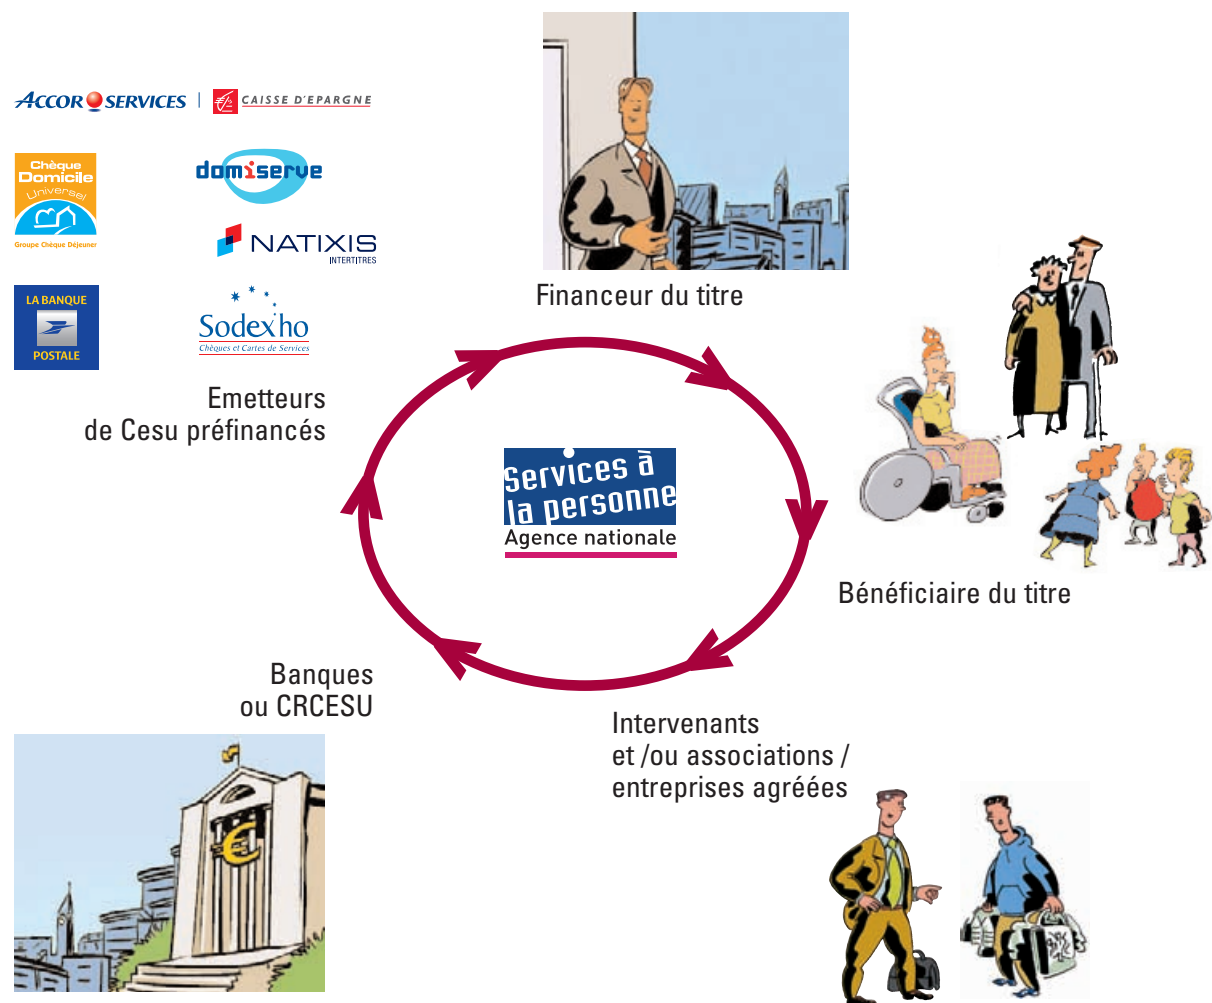 ACCOR SERVICES
CAISSE D'EPARGNE
Chèque
Domicile
Universel
Groupe Chèque Déjeuner
domiserve
NATIXIS
INTERTITRES
LA BANQUE
POSTALE
Sodexho
Chèques et Cartes de Services
Emetteurs
de Cesu préfinancés
Financeur du titre
Services à
la personne
Agence nationale
Bénéficiaire du titre
Intervenants
et /ou associations /
entreprises agréées
Banques
ou CRCESU